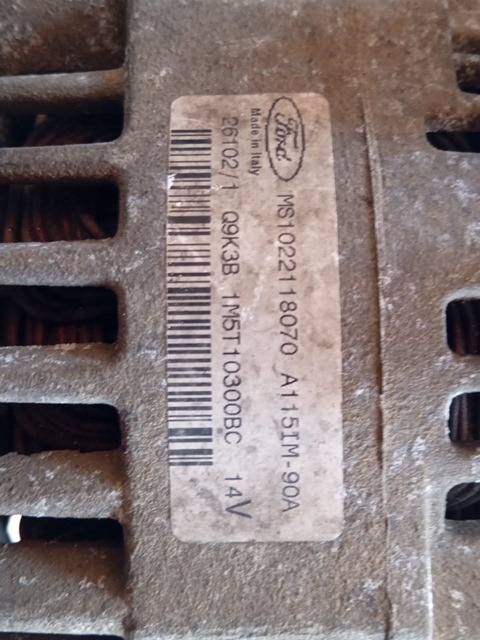 Ford MS1022118070 A115IM-90A
Made in Italy
26102/1 Q9K3B 1M5T10300BC 14V